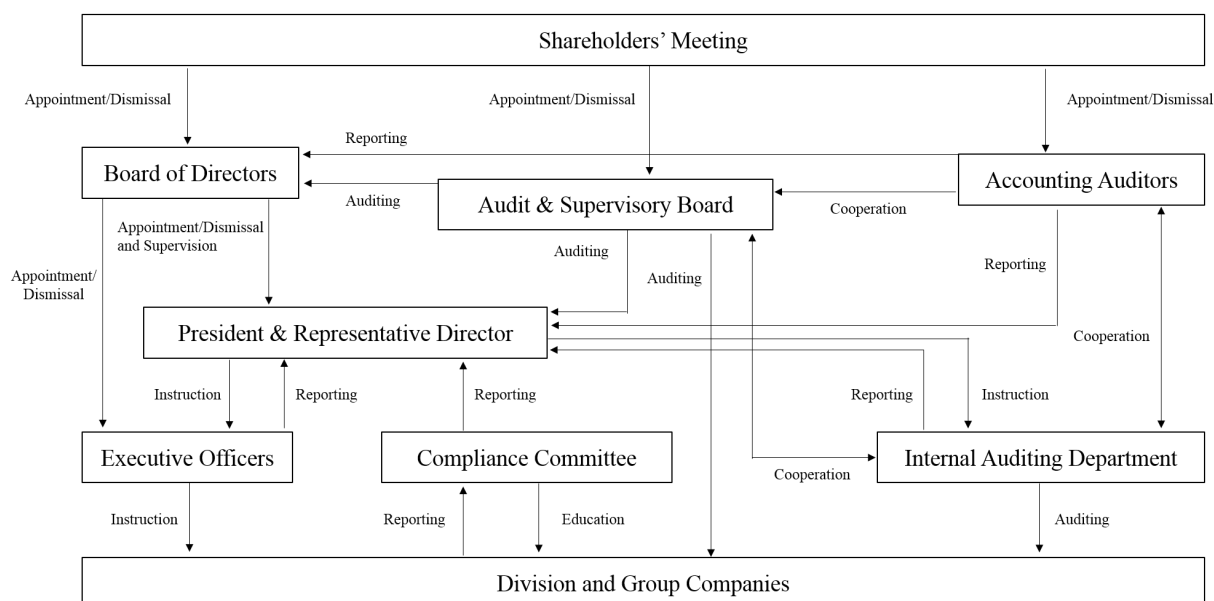 Shareholders’ Meeting
Appointment/Dismissal
Appointment/Dismissal
Appointment/Dismissal
Reporting
Board of Directors
Accounting Auditors
Auditing
Audit & Supervisory Board
Cooperation
Appointment/Dismissal
and Supervision
Auditing
Auditing
Reporting
Appointment/
Dismissal
President & Representative Director
Cooperation
Instruction
Reporting
Reporting
Reporting
Instruction
Executive Officers
Compliance Committee
Internal Auditing Department
Cooperation
Instruction
Reporting
Education
Auditing
Division and Group Companies